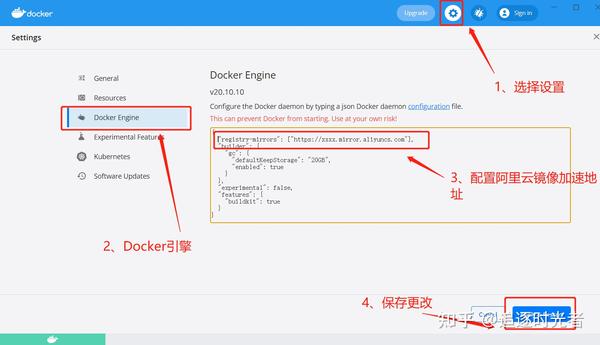 docker
Upgrade
Sign in
Settings
1、选择设置
General
Resources
Docker Engine
Experimental Features
Kubernetes
Software Updates
2、Docker引擎
Docker Engine
v20.10.10
Configure the Docker daemon by typing a json Docker daemon configuration file.
This can prevent Docker from starting. Use at your own risk!
{
"registry-mirrors": ["https://xxxx.mirror.aliyuncs.com"],
"builder": {
"gc": {
"defaultKeepStorage": "20GB",
"enabled": true
}
},
"experimental": false,
"features": {
"buildkit": true
}
}
3、配置阿里云镜像加速地
址
4、保存更改
知乎 @追逐时光者